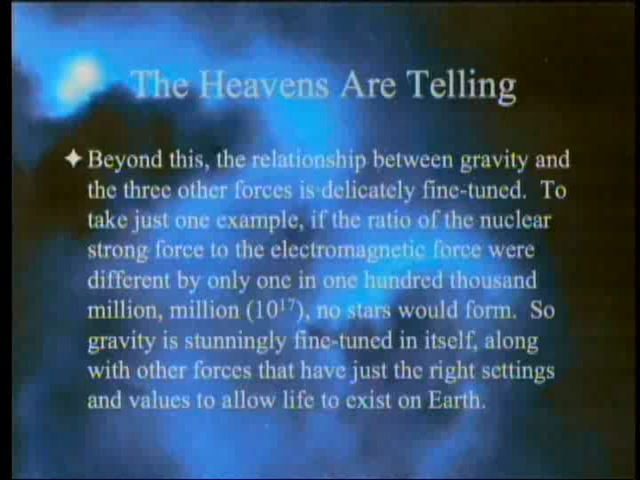 The Heavens Are Telling
Beyond this, the relationship between gravity and
the three other forces is delicately fine-tuned. To
take just one example, if the ratio of the nuclear
strong force to the electromagnetic force were
different by only one in one hundred thousand
million, million (10¹⁷), no stars would form. So
gravity is stunningly fine-tuned in itself, along
with other forces that have just the right settings
and values to allow life to exist on Earth.